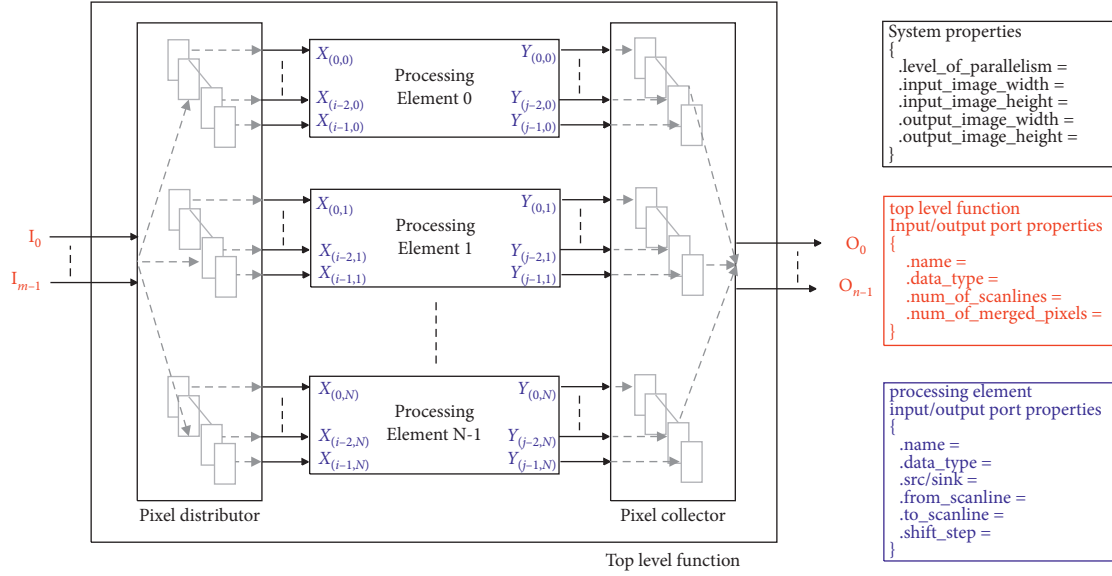 I0
Im–1
X(0,0)
X(i–2,0)
X(i–1,0)
Processing
Element 0
Y(0,0)
Y(j–2,0)
Y(j–1,0)
X(0,1)
X(i–2,1)
X(i–1,1)
Processing
Element 1
Y(0,1)
Y(j–2,1)
Y(j–1,1)
X(0,N)
X(i–2,N)
X(i–1,N)
Processing
Element N-1
Y(0,N)
Y(j–2,N)
Y(j–1,N)
O0
On–1
Pixel distributor
Pixel collector
Top level function
System properties
{
.level_of_parallelism =
.input_image_width =
.input_image_height =
.output_image_width =
.output_image_height =
}
top level function
Input/output port properties
{
.name =
.data_type =
.num_of_scanlines =
.num_of_merged_pixels =
}
processing element
input/output port properties
{
.name =
.data_type =
.src/sink =
.from_scanline =
.to_scanline =
.shift_step =
}